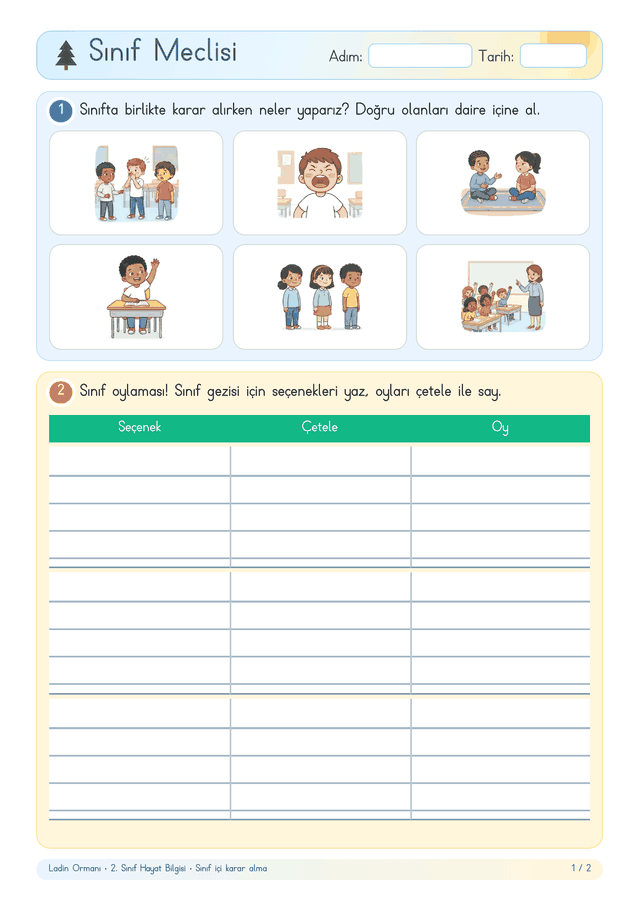 Sınıf Meclisi
Adım:
Tarih:
1 Sınıfta birlikte karar alırken neler yaparız? Doğru olanları daire içine al.
2 Sınıf oylaması! Sınıf gezisi için seçenekleri yaz, oyları çetele ile say.
Seçenek Çetele Oy
Ladin Ormanı • 2. Sınıf Hayat Bilgisi • Sınıf içi karar alma 1 / 2